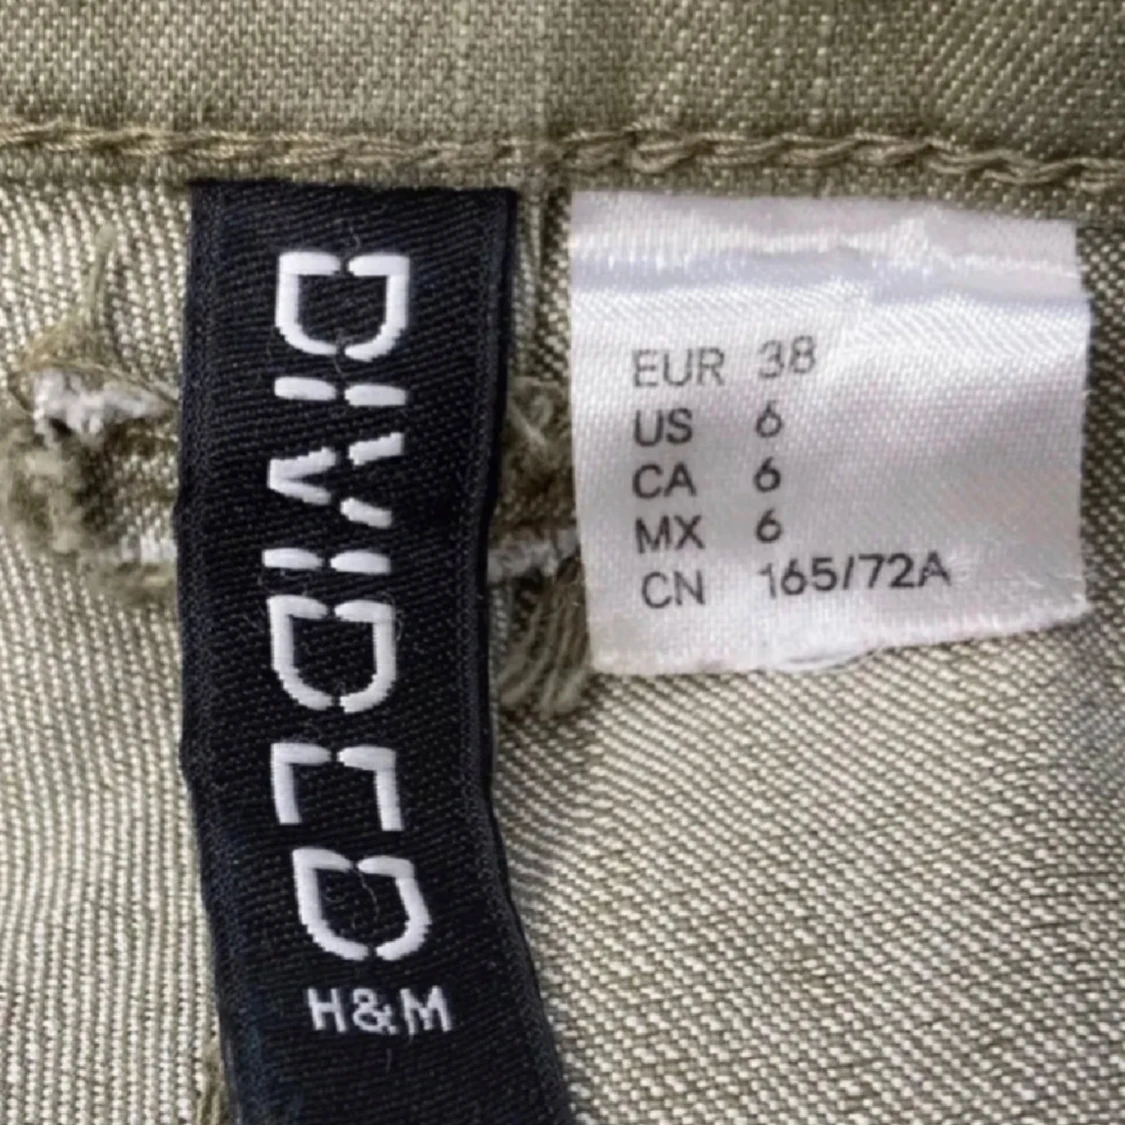 DIVIDED
H&M
EUR 38
US 6
CA 6
MX 6
CN 165/72A